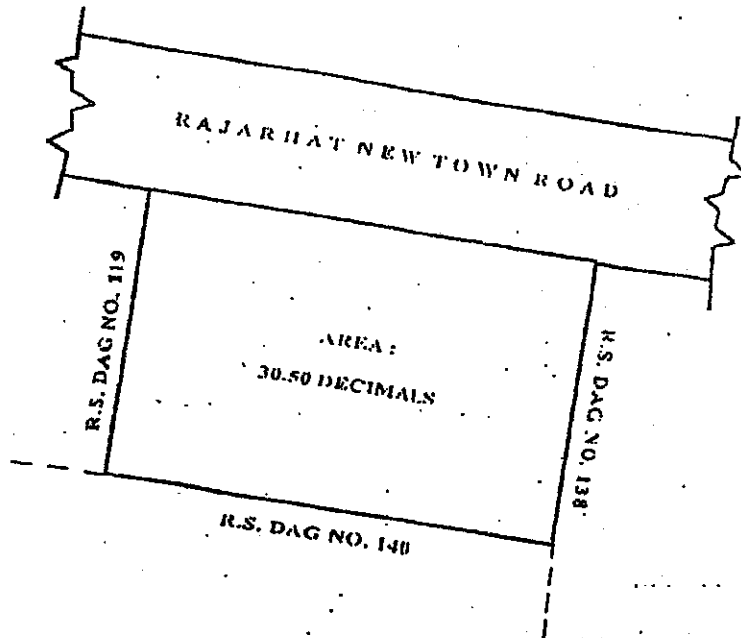 RAJARHAT NEW TOWN ROAD
R.S. DAG NO. 119
AREA :
30.50 DECIMALS
R.S. DAG NO. 138
R.S. DAG NO. 140